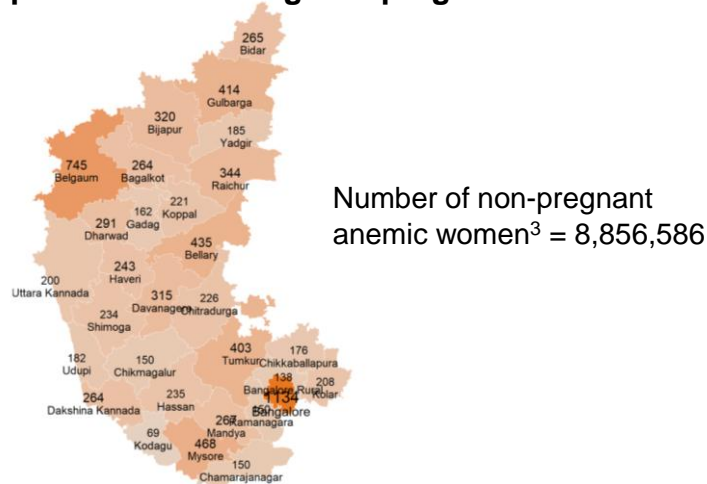 265
Bidar
414
Gulbarga
320
Bijapur
185
Yadgir
745
Belgaum
264
Bagalkot
344
Raichur
221
Koppal
162
Gadag
291
Dharwad
435
Bellary
Number of non-pregnant
anemic women³ = 8,856,586
243
Haveri
200
Uttara Kannada
315
Davanagere
226
Chitradurga
234
Shimoga
403
Tumkur
176
Chikkaballapura
182
Udupi
150
Chikmagalur
138
Bangalore Rural
208
Kolar
1134
Bangalore
264
Dakshina Kannada
235
Hassan
Mandya
Ramanagara
69
Kodagu
468
Mysore
150
Chamarajanagar